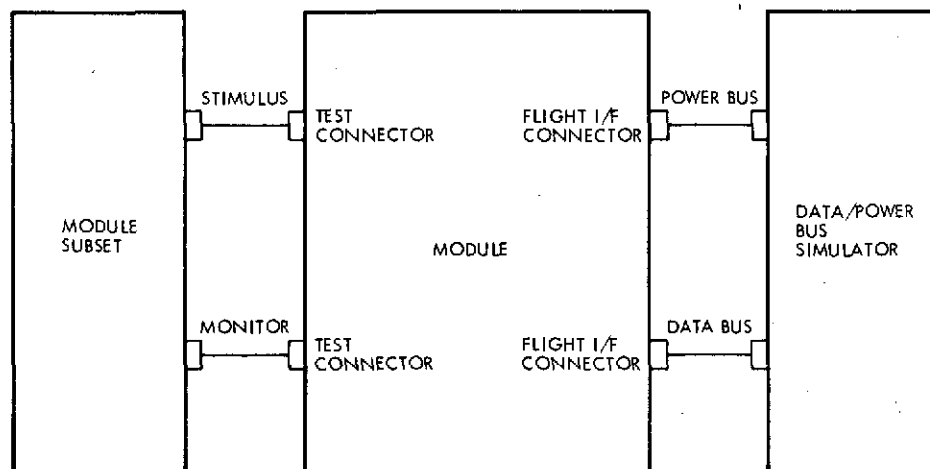 STIMULUS
POWER BUS
TEST
CONNECTOR
FLIGHT I/F
CONNECTOR
MODULE
SUBSET
MODULE
DATA/POWER
BUS
SIMULATOR
MONITOR
DATA BUS
TEST
CONNECTOR
FLIGHT I/F
CONNECTOR